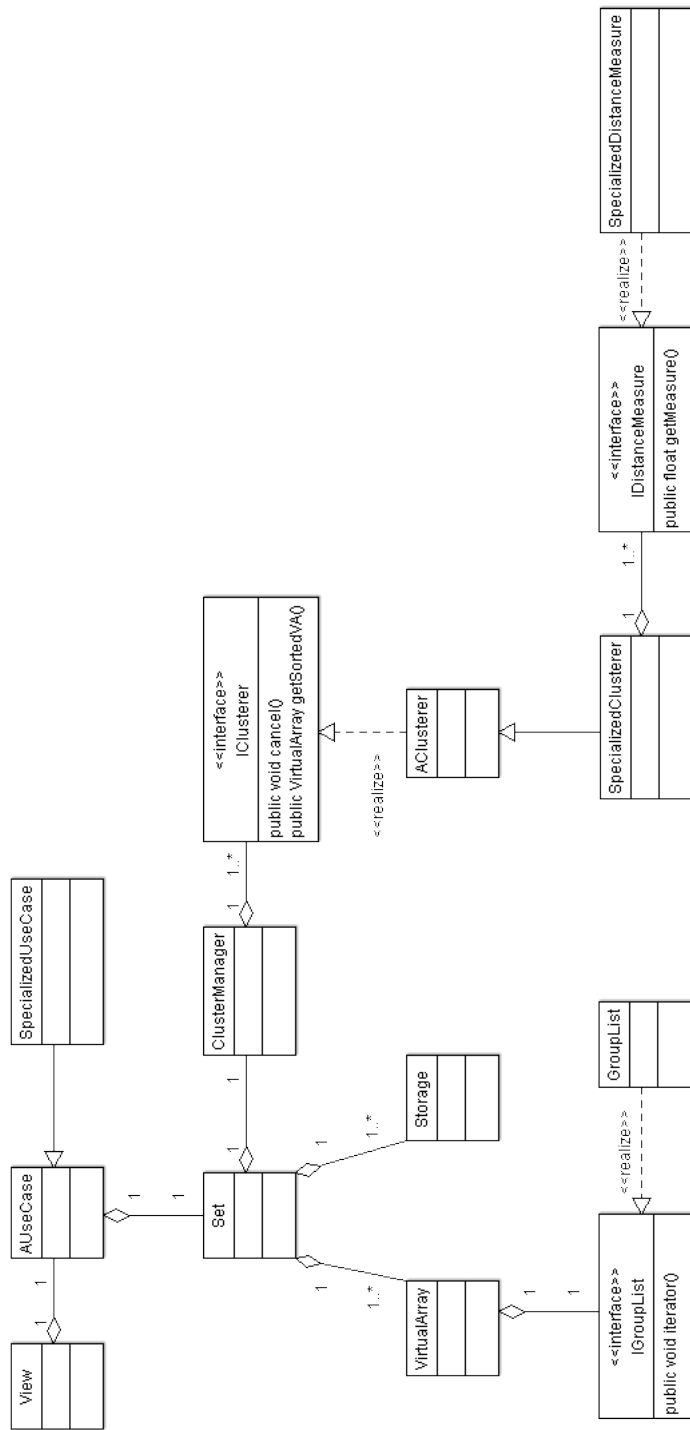 View
1
1
AUseCase
SpecializedUseCase
1
1
Set
1
1
ClusterManager
1
1..*
<<interface>>
IClusterer
public void cancel()
public VirtualArray getSortedVA()
1
1..*
1
1..*
VirtualArray
Storage
<<realize>>
AClusterer
1
1
<<interface>>
IGroupList
public void iterator()
<<realize>>
GroupList
SpecializedClusterer
1
1..*
<<interface>>
IDistanceMeasure
public float getMeasure()
<<realize>>
SpecializedDistanceMeasure